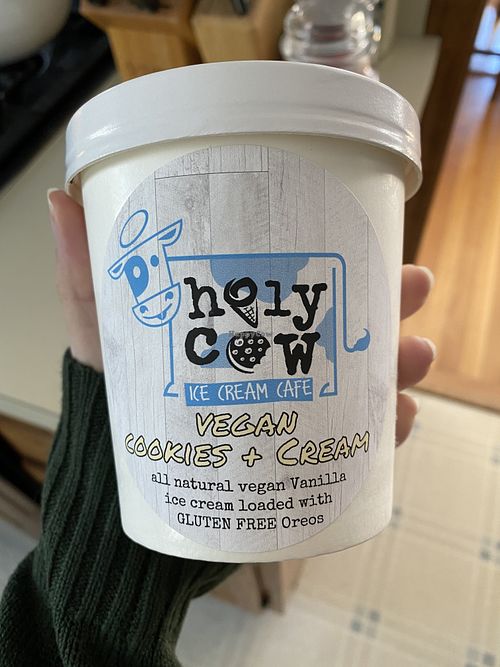 holy
cow
ICE CREAM CAFE
VEGAN
COOKIES + CREAM
all natural vegan Vanilla
ice cream loaded with
GLUTEN FREE Oreos